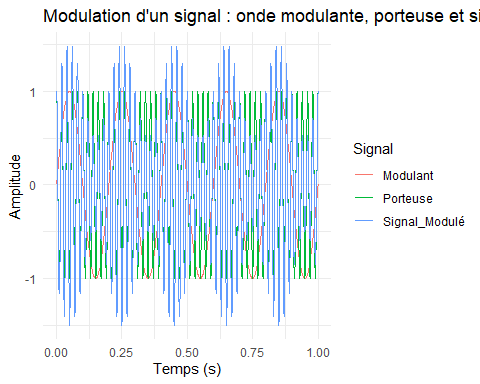 Modulation d'un signal : onde modulante, porteuse et si
Amplitude
1
0
-1
0.00 0.25 0.50 0.75 1.00
Temps (s)
Signal
Modulant
Porteuse
Signal_Modulé